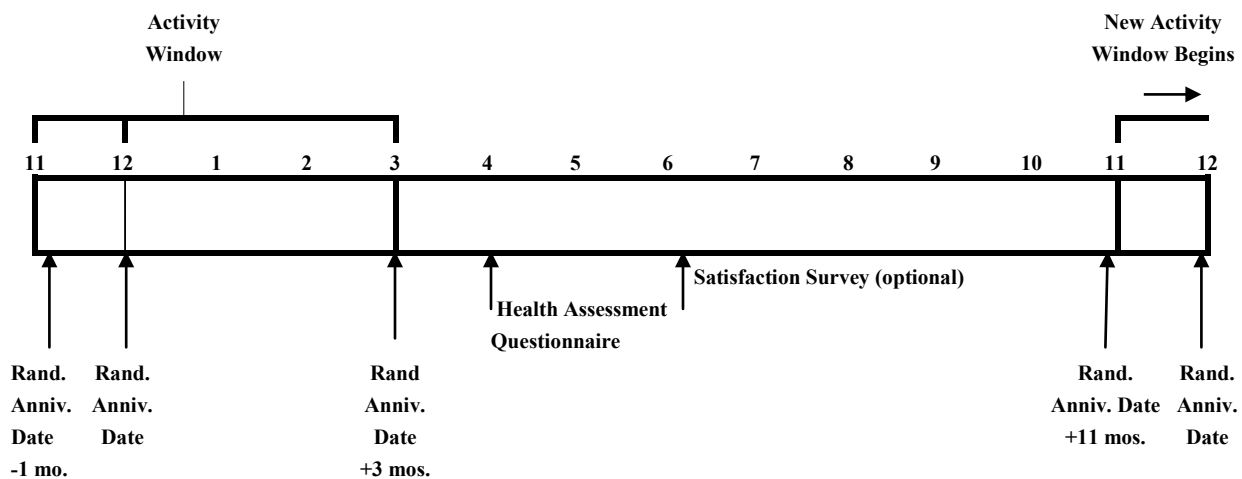 Activity
Window
New Activity
Window Begins
11 12 1 2 3 4 5 6 7 8 9 10 11 12
Satisfaction Survey (optional)
Health Assessment
Questionnaire
Rand.
Anniv.
Date
-1 mo.
Rand.
Anniv.
Date
Rand
Anniv.
Date
+3 mos.
Rand.
Anniv. Date
+11 mos.
Rand.
Anniv.
Date